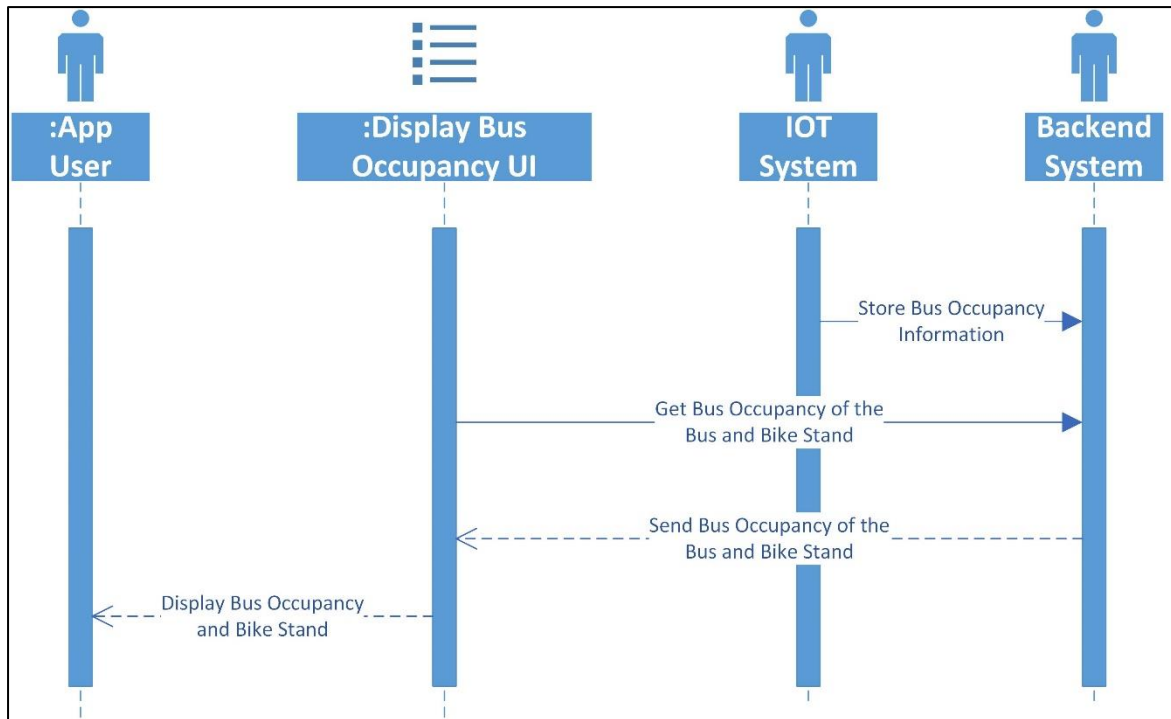 :App
User
:Display Bus
Occupancy UI
IOT
System
Backend
System
Store Bus Occupancy
Information
Get Bus Occupancy of the
Bus and Bike Stand
Send Bus Occupancy of the
Bus and Bike Stand
Display Bus Occupancy
and Bike Stand